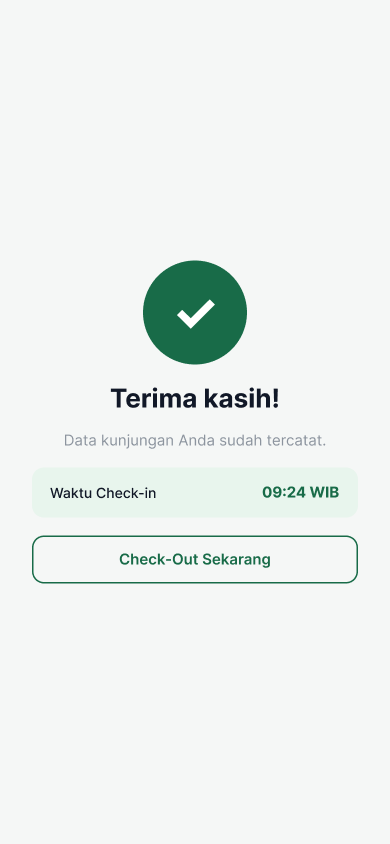 Terima kasih!
Data kunjungan Anda sudah tercatat.
Waktu Check-in 09:24 WIB
Check-Out Sekarang